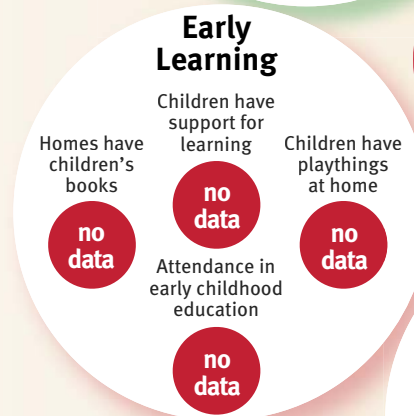 Early
Learning
Children have
support for
learning
Homes have
children's
books
Children have
playthings
at home
no
data
no
data
no
data
Attendance in
early childhood
education
no
data